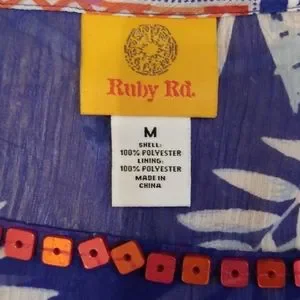 Ruby Rd.
M
SHELL:
100% POLYESTER
LINING:
100% POLYESTER
MADE IN
CHINA